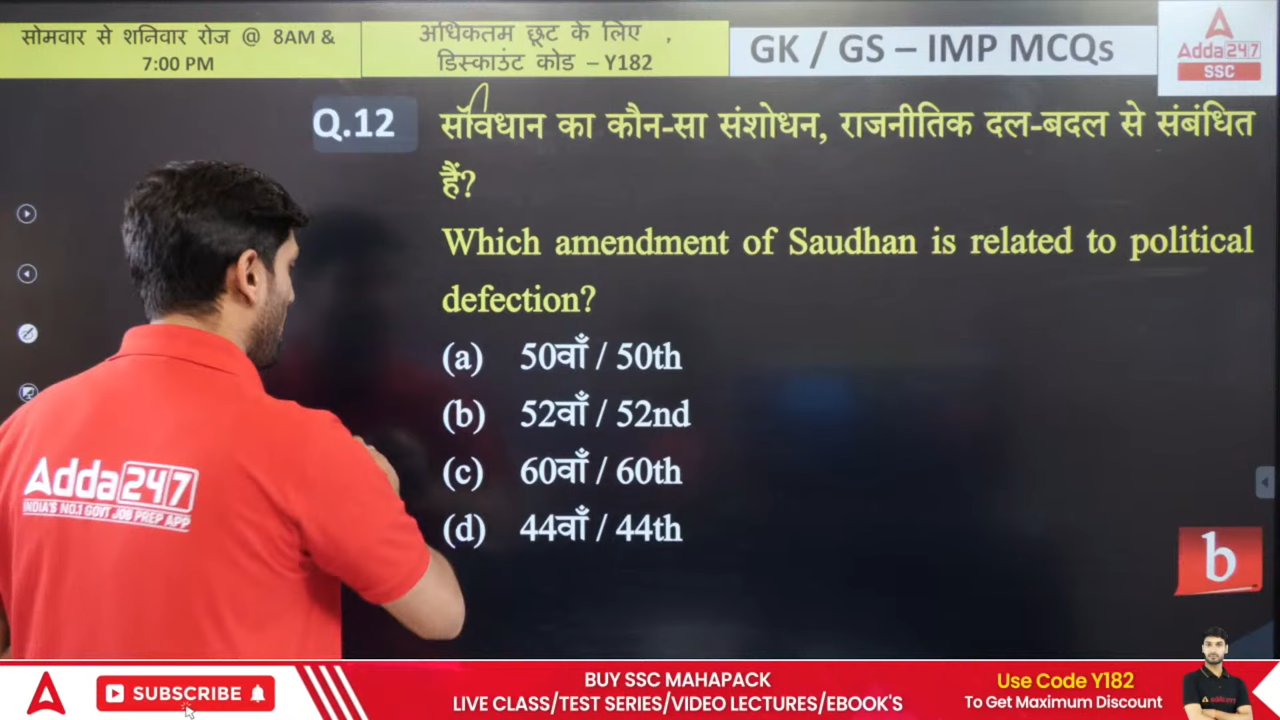 सोमवार से शनिवार रोज @ 8AM &
7:00 PM
अधिकतम छूट के लिए ,
डिस्काउंट कोड – Y182
GK / GS – IMP MCQs
Adda247
SSC
Q.12
सॉवधान का कौन-सा संशोधन, राजनीतिक दल-बदल से संबंधित
हैं?
Which amendment of Saudhan is related to political
defection?
(a) 50वाँ / 50th
(b) 52वाँ / 52nd
(c) 60वाँ / 60th
(d) 44वाँ / 44th
b
Adda247
INDIA'S NO.1 GOVT JOB PREP APP
SUBSCRIBE
BUY SSC MAHAPACK
LIVE CLASS/TEST SERIES/VIDEO LECTURES/EBOOK'S
Use Code Y182
To Get Maximum Discount